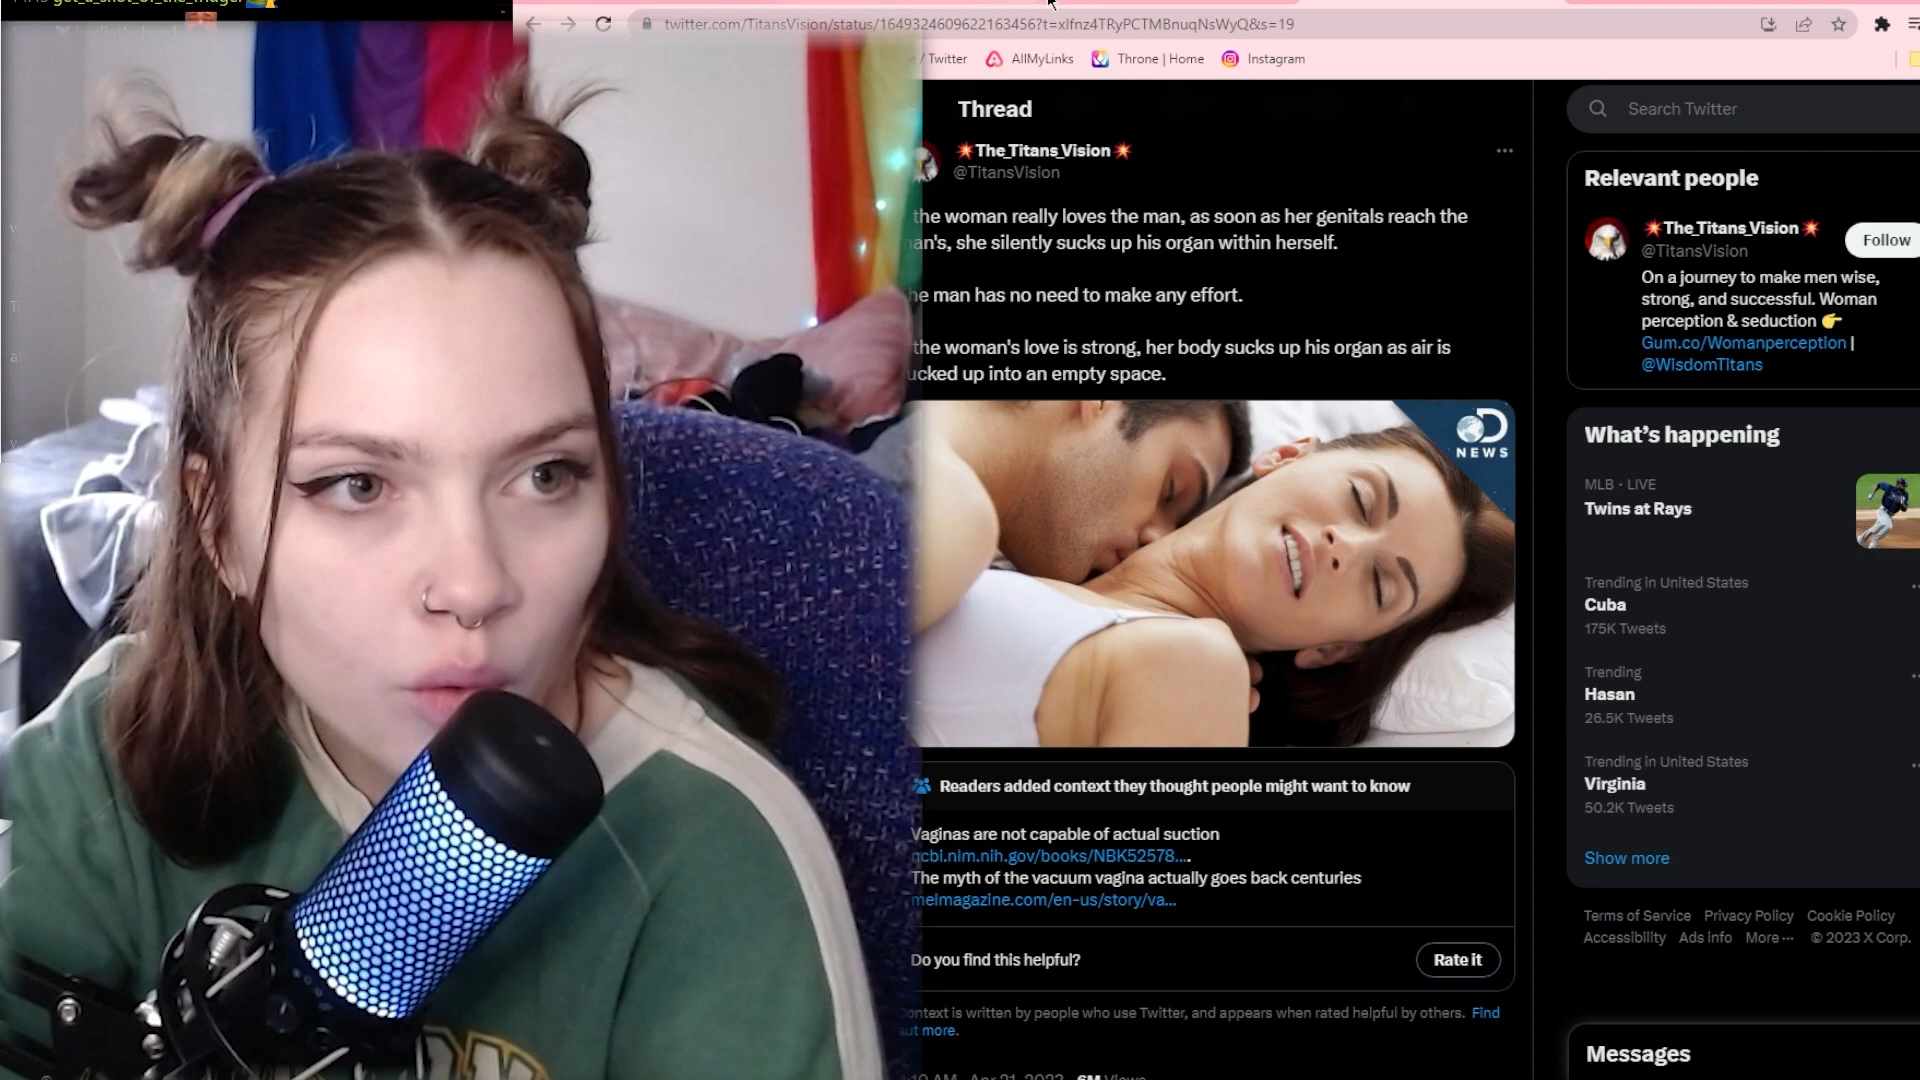 get_a_shot_of_the_image!
twitter.com/TitansVision/status/1649324609622163456?t=xIfnz4TRyPCTMBnuqNsWyQ&s=19
/ Twitter
AllMyLinks
Throne | Home
Instagram
Thread
The_Titans_Vision
@TitansVision
the woman really loves the man, as soon as her genitals reach the
she silently sucks up his organ within herself.
man has no need to make any effort.
the woman's love is strong, her body sucks up his organ as air is
up into an empty space.
D
NEWS
Readers added context they thought people might want to know
Vaginas are not capable of actual suction
ncbi.nlm.nih.gov/books/NBK52578....
The myth of the vacuum vagina actually goes back centuries
melmagazine.com/en-us/story/va...
Do you find this helpful?
Rate it
Context is written by people who use Twitter, and appears when rated helpful by others. Find
out more.
Apr 21, 2023
6M Views
Search Twitter
Relevant people
The_Titans_Vision
@TitansVision
Follow
On a journey to make men wise,
strong, and successful. Woman
perception & seduction
Gum.co/Womanperception |
@WisdomTitans
What's happening
MLB · LIVE
Twins at Rays
Trending in United States
Cuba
175K Tweets
Trending
Hasan
26.5K Tweets
Trending in United States
Virginia
50.2K Tweets
Show more
Terms of Service Privacy Policy Cookie Policy
Accessibility Ads info More ··· © 2023 X Corp.
Messages